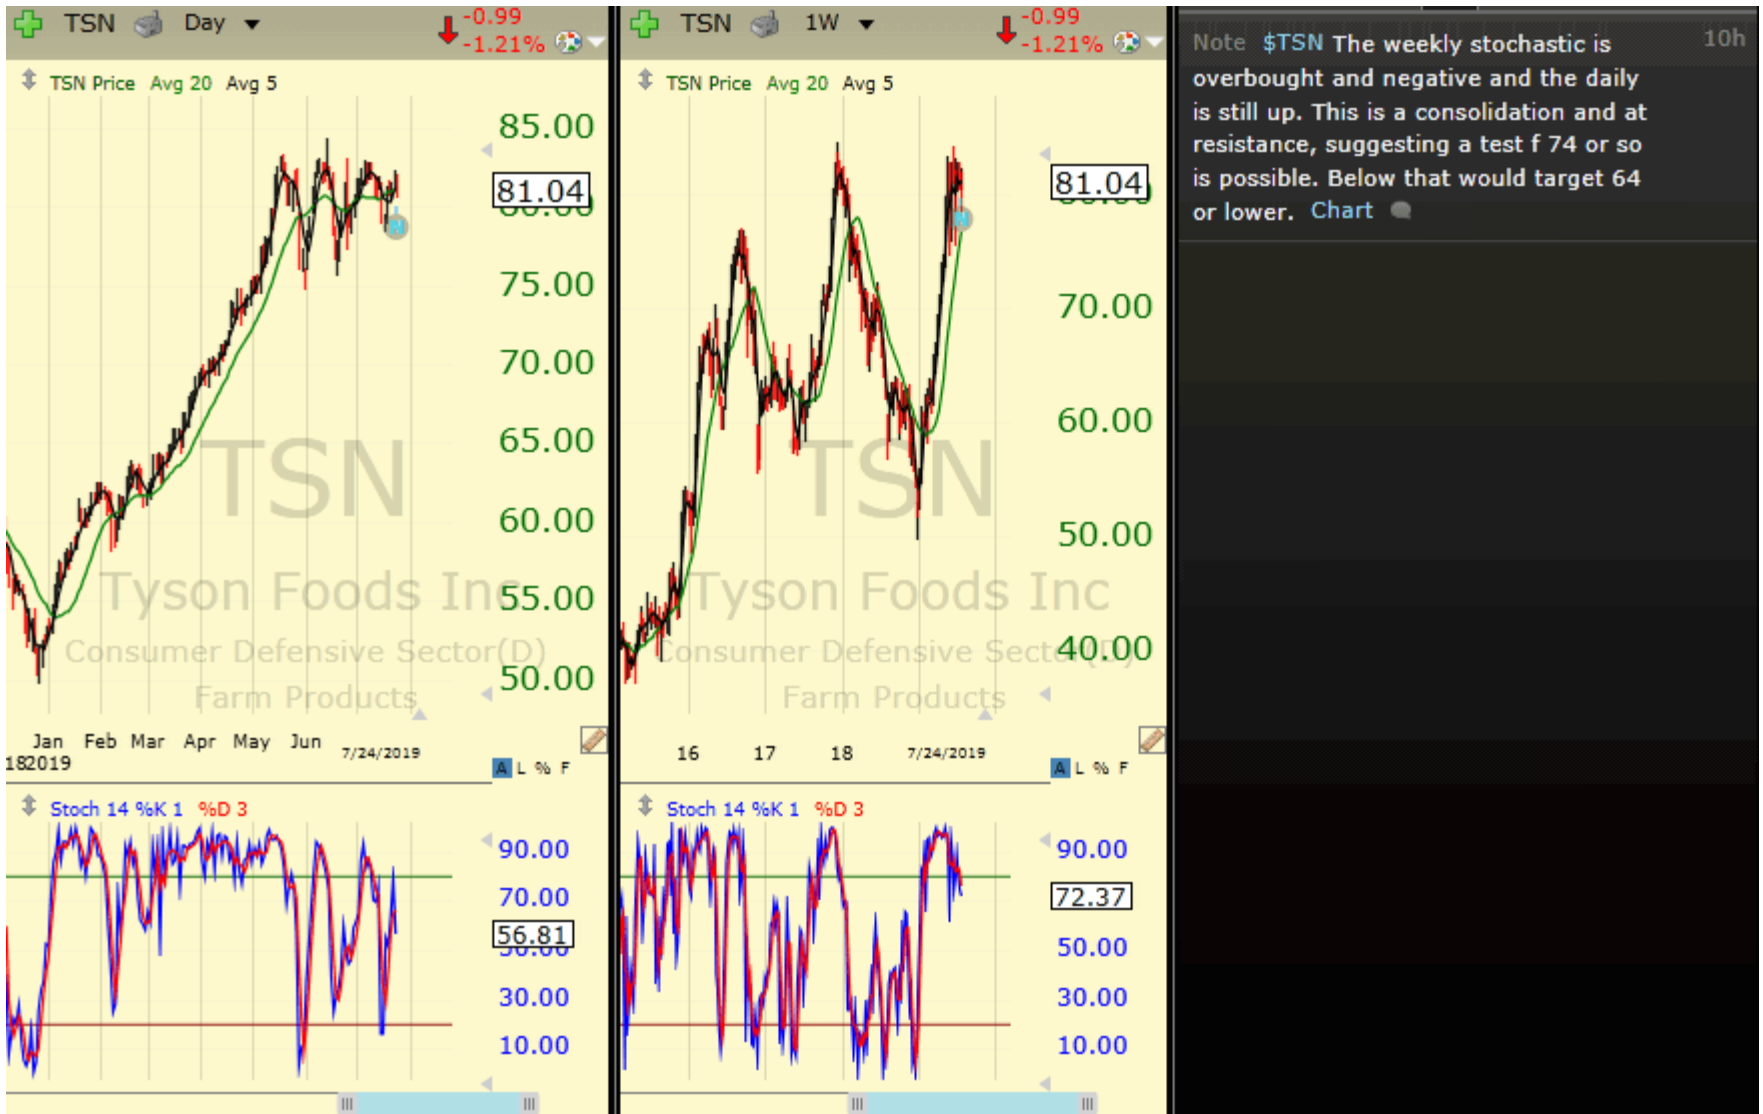 TSN Day -0.99
-1.21%
TSN Price Avg 20 Avg 5
85.00
81.04
75.00
70.00
65.00
60.00
55.00
50.00
TSN
Tyson Foods Inc
Consumer Defensive Sector(D)
Farm Products
N
Jan Feb Mar Apr May Jun 7/24/2019
182019
A L % F
Stoch 14 %K 1 %D 3
90.00
70.00
56.81
30.00
10.00
TSN 1W -0.99
-1.21%
TSN Price Avg 20 Avg 5
81.04
70.00
60.00
50.00
40.00
TSN
Tyson Foods Inc
Consumer Defensive Sector(D)
Farm Products
N
16 17 18 7/24/2019
A L % F
Stoch 14 %K 1 %D 3
90.00
72.37
50.00
30.00
10.00
Note $TSN The weekly stochastic is 10h
overbought and negative and the daily
is still up. This is a consolidation and at
resistance, suggesting a test f 74 or so
is possible. Below that would target 64
or lower. Chart